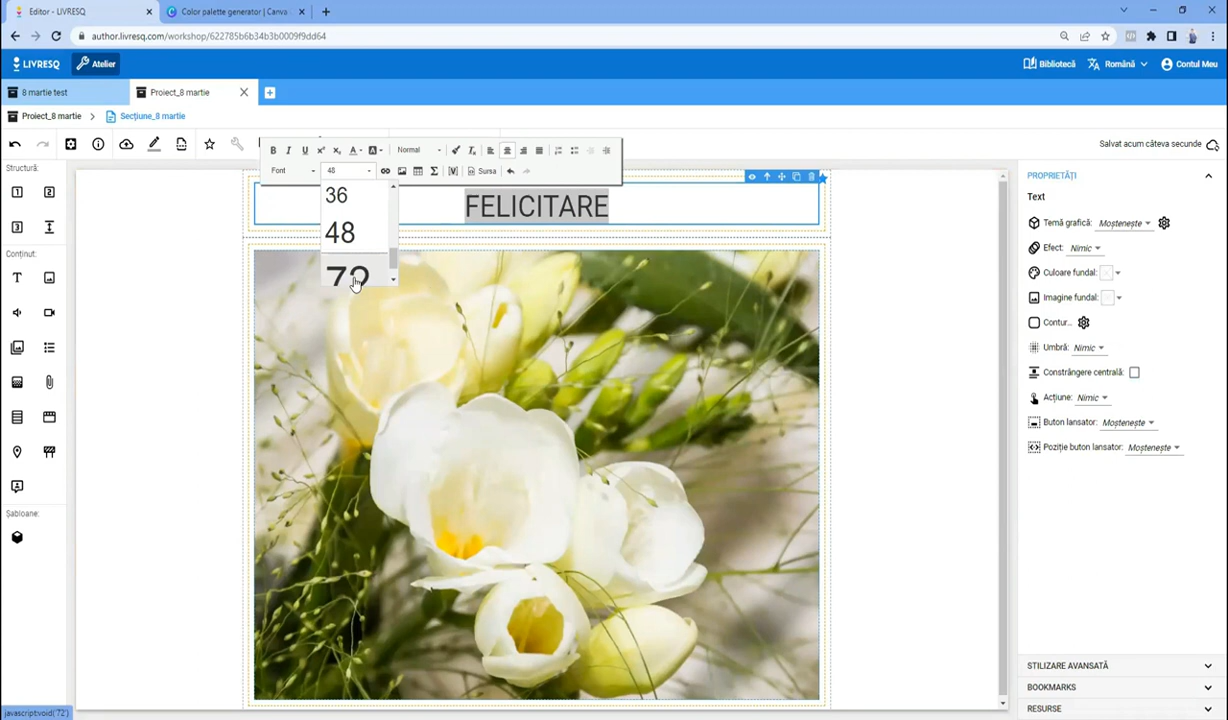 Editor - LIVRESQ
Color palette generator | Canva
author.livresq.com/workshop/622785b6b34b3b0009f9dd64
LIVRESQ Atelier Bibliotecă Română Contul Meu
8 martie test Proiect_8 martie
Proiect_8 martie Secțiune_8 martie
Salvat acum câteva secunde
Normal
Font 48 Sursa
36
48
72
FELICITARE
Structură:
Conținut:
Șabloane:
PROPRIETĂȚI
Text
Temă grafică: Moștenește
Efect: Nimic
Culoare fundal:
Imagine fundal:
Contur...
Umbră: Nimic
Constrângere centrală:
Acțiune: Nimic
Buton lansator: Moștenește
Poziție buton lansator: Moștenește
STILIZARE AVANSATĂ
BOOKMARKS
RESURSE
javascript:void('72')